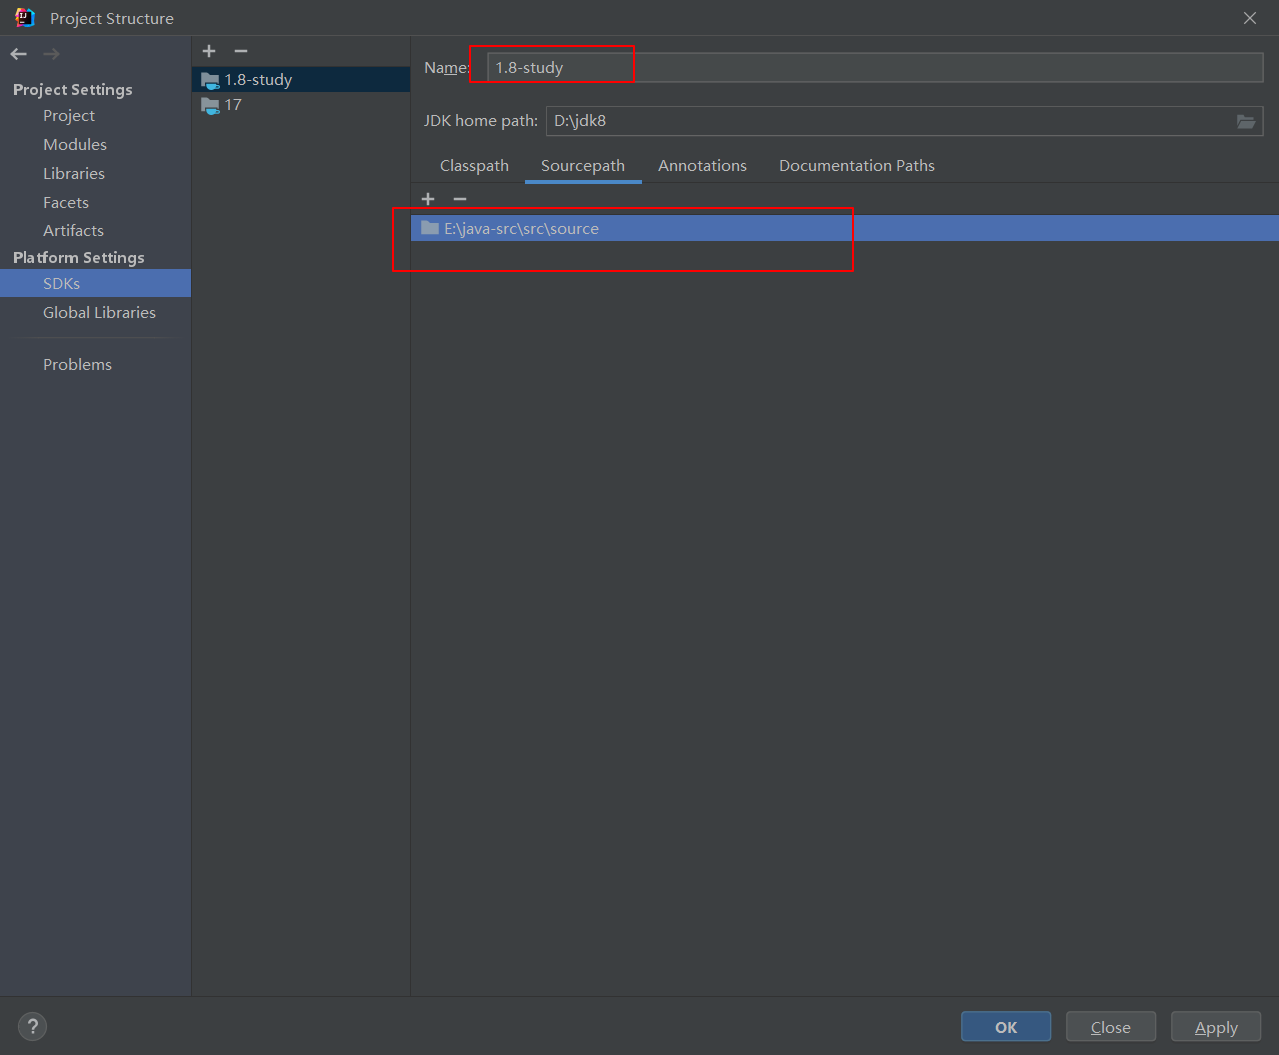 Project Structure
Project Settings
Project
Modules
Libraries
Facets
Artifacts
Platform Settings
SDKs
Global Libraries
Problems
1.8-study
17
Name: 1.8-study
JDK home path: D:\jdk8
Classpath Sourcepath Annotations Documentation Paths
E:\java-src\src\source
? OK Close Apply